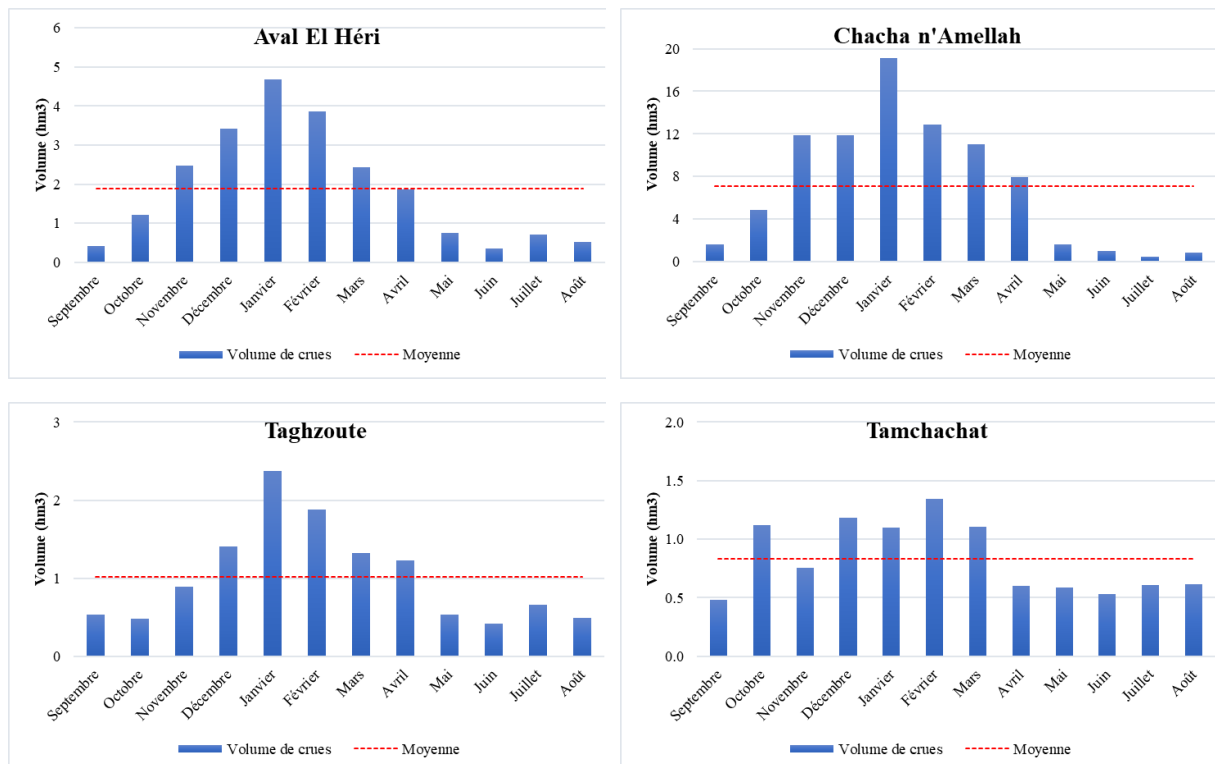 Aval El Héri
Volume (hm3)
6
5
4
3
2
1
0
Septembre
Octobre
Novembre
Décembre
Janvier
Février
Mars
Avril
Mai
Juin
Juillet
Août
Volume de crues
Moyenne
Chacha n'Amellah
Volume (hm3)
20
16
12
8
4
0
Septembre
Octobre
Novembre
Décembre
Janvier
Février
Mars
Avril
Mai
Juin
Juillet
Août
Volume de crues
Moyenne
Taghzoute
Volume (hm3)
3
2
1
0
Septembre
Octobre
Novembre
Décembre
Janvier
Février
Mars
Avril
Mai
Juin
Juillet
Août
Volume de crues
Moyenne
Tamchachat
Volume (hm3)
2.0
1.5
1.0
0.5
0.0
Septembre
Octobre
Novembre
Décembre
Janvier
Février
Mars
Avril
Mai
Juin
Juillet
Août
Volume de crues
Moyenne